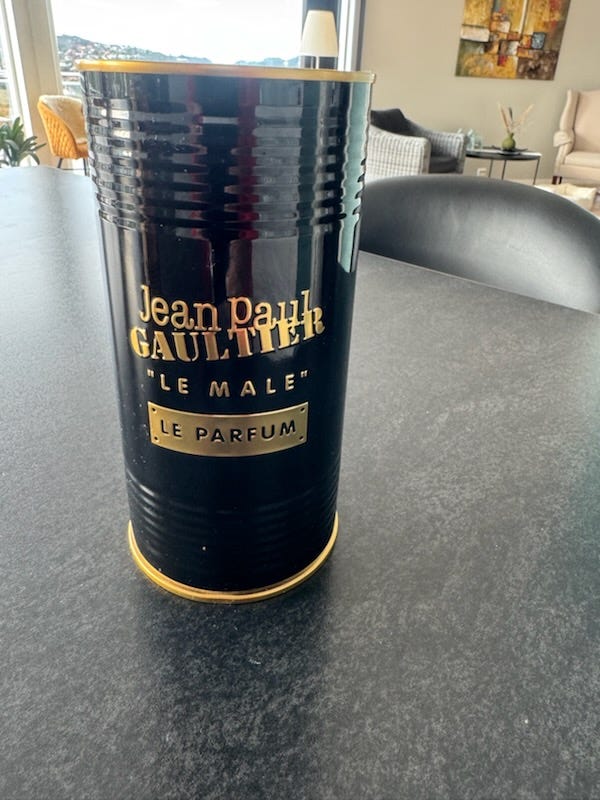 Jean Paul
GAULTIER
"LE MALE"
LE PARFUM